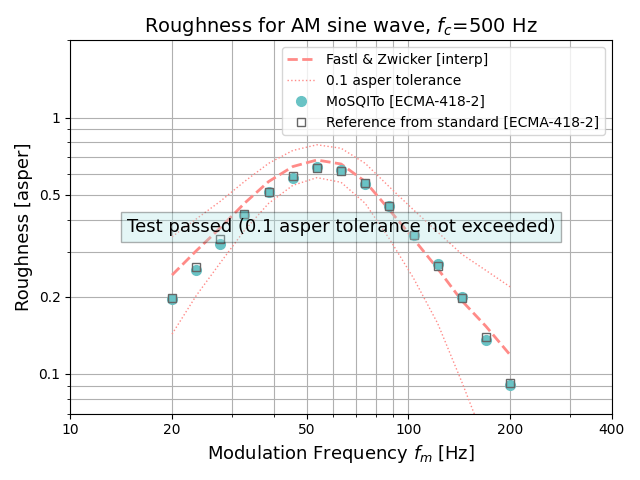 Roughness for AM sine wave, f_c=500 Hz
Fastl & Zwicker [interp]
0.1 asper tolerance
MoSQITo [ECMA-418-2]
Reference from standard [ECMA-418-2]
Roughness [asper]
1
0.5
0.2
0.1
Test passed (0.1 asper tolerance not exceeded)
10 20 50 100 200 400
Modulation Frequency f_m [Hz]